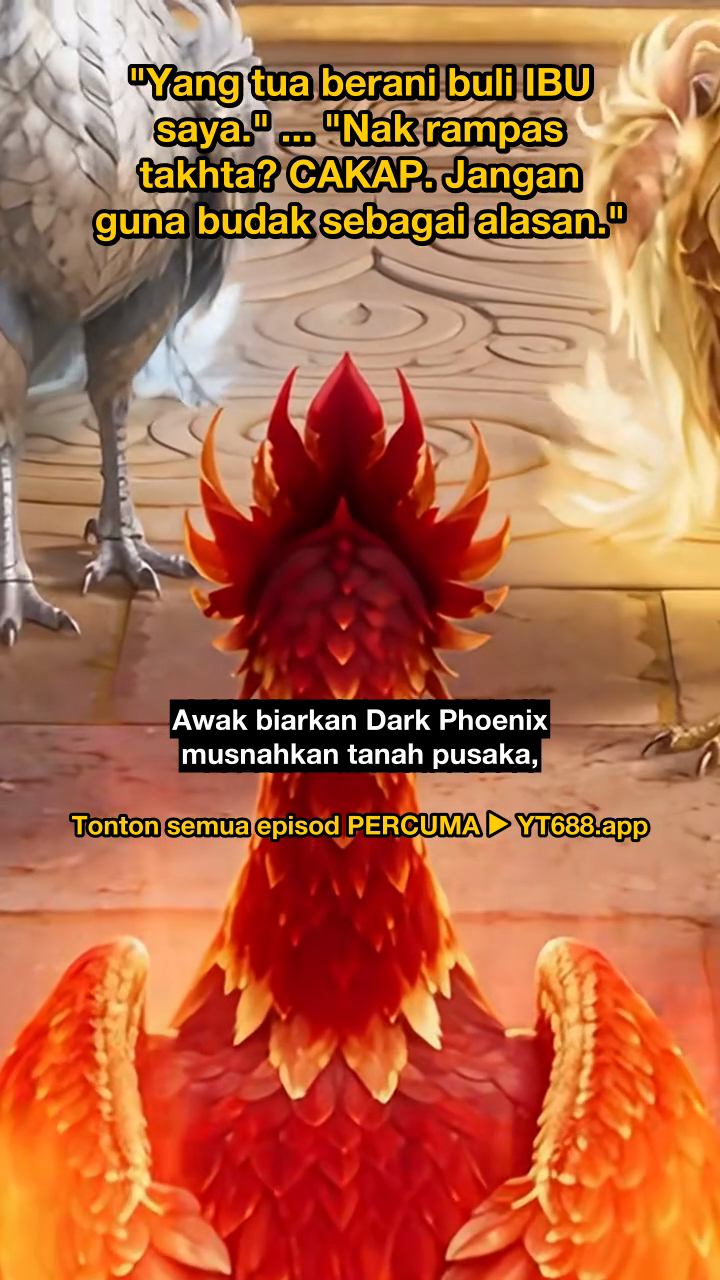 "Yang tua berani buli IBU
saya." ... "Nak rampas
takhta? CAKAP. Jangan
guna budak sebagai alasan."
Awak biarkan Dark Phoenix
musnahkan tanah pusaka,
Tonton semua episod PERCUMA ▶ YT688.app